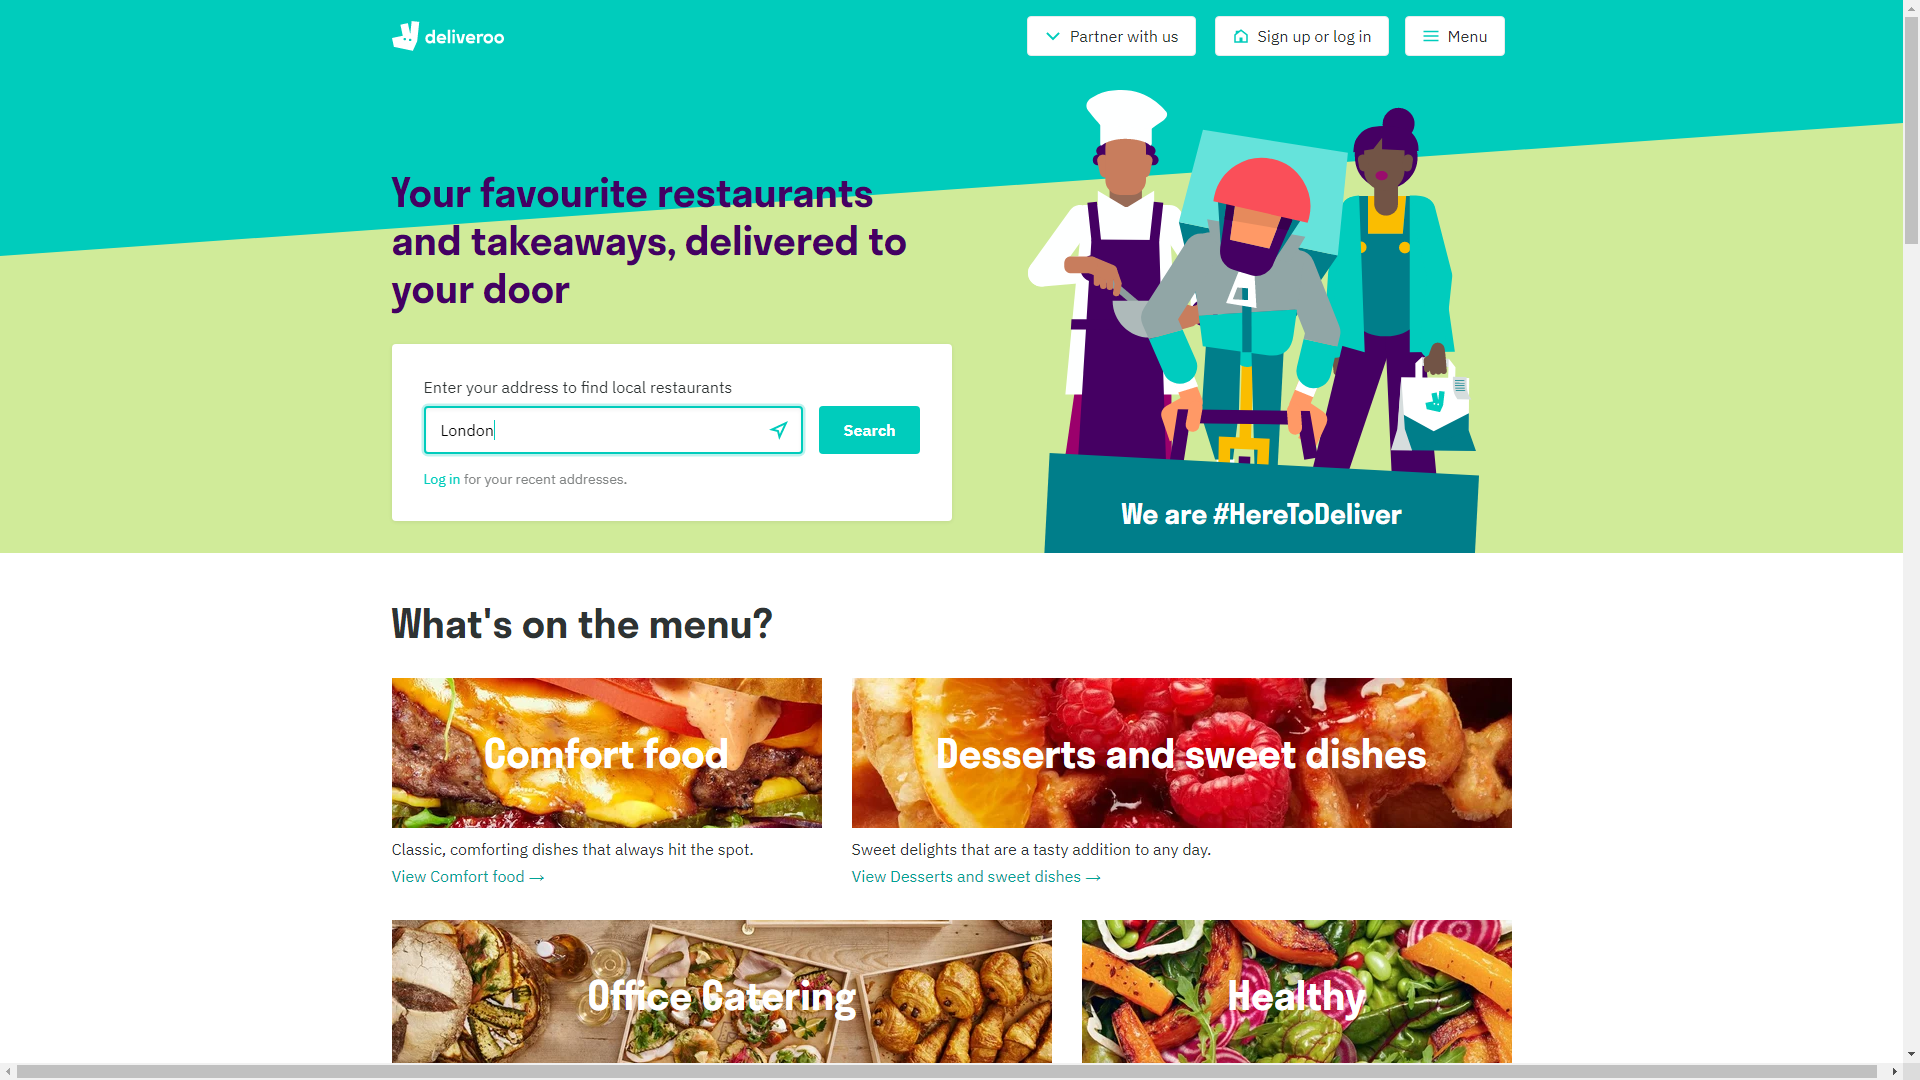 deliveroo
Partner with us
Sign up or log in
Menu
Your favourite restaurants
and takeaways, delivered to
your door
Enter your address to find local restaurants
London
Search
Log in for your recent addresses.
We are #HereToDeliver
What's on the menu?
Comfort food
Desserts and sweet dishes
Classic, comforting dishes that always hit the spot.
Sweet delights that are a tasty addition to any day.
View Comfort food →
View Desserts and sweet dishes →
Office Catering
Healthy